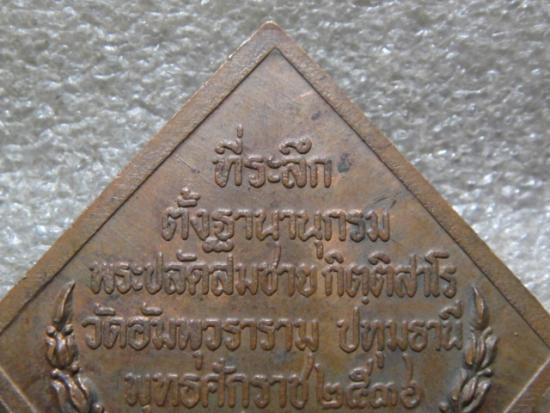 ที่ระลึก
ตั้งฐานานุกรม
พระปลัดสมชาย กิตฺติสาโร
วัดอัมพุวราราม ปทุมธานี
พุทธศักราช ๒๕๓๖